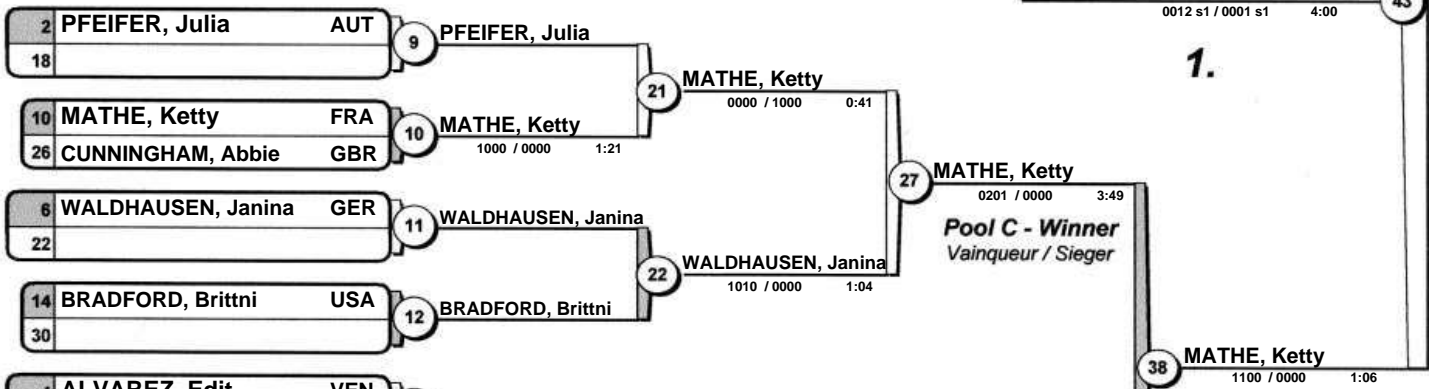 0012 s1 / 0001 s1 4:00
43
1.
2 PFEIFER, Julia AUT
18
9
PFEIFER, Julia
10 MATHE, Ketty FRA
26 CUNNINGHAM, Abbie GBR
10
MATHE, Ketty
1000 / 0000 1:21
21
MATHE, Ketty
0000 / 1000 0:41
6 WALDHAUSEN, Janina GER
22
11
WALDHAUSEN, Janina
14 BRADFORD, Brittni USA
30
12
BRADFORD, Brittni
22
WALDHAUSEN, Janina
1010 / 0000 1:04
27
MATHE, Ketty
0201 / 0000 3:49
Pool C - Winner
Vainqueur / Sieger
38
MATHE, Ketty
1100 / 0000 1:06
ALVAREZ, Edit VEN